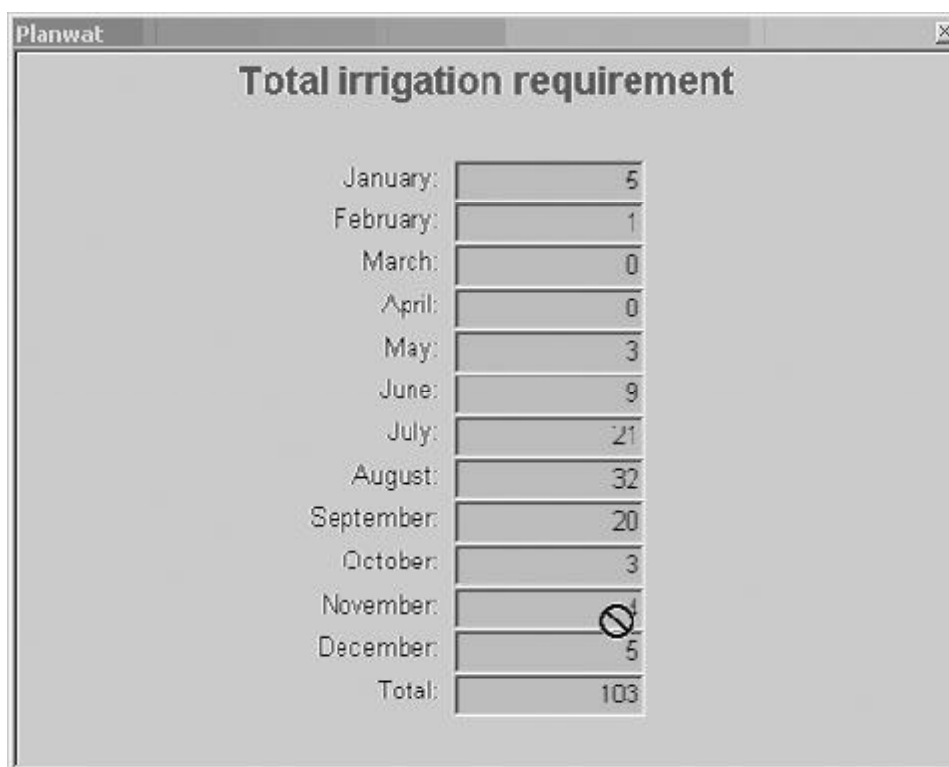 Planwat
Total irrigation requirement
January: 5
February: 1
March: 0
April: 0
May: 3
June: 9
July: 21
August: 32
September: 20
October: 3
November: 4
December: 5
Total: 103